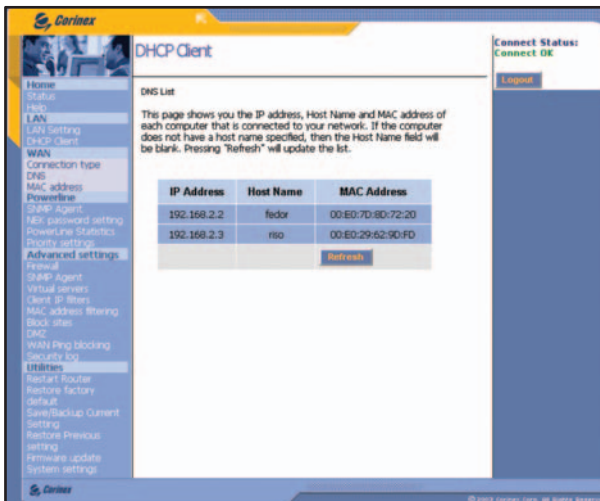 Corinex
DHCP Client
Connect Status:
Connect OK
Logout
Home
Status
Help
LAN
LAN Setting
DHCP Client
WAN
Connection type
DNS
MAC address
Powerline
SNMP Agent
NEK password setting
PowerLine Statistics
Priority settings
Advanced settings
Firewall
SNMP Agent
Virtual servers
Client IP filters
MAC address filtering
Block sites
DMZ
WAN Ping blocking
Security log
Utilities
Restart Router
Restore factory
default
Save/Backup Current
Setting
Restore Previous
setting
Firmware update
System settings
DNS List
This page shows you the IP address, Host Name and MAC address of
each computer that is connected to your network. If the computer
does not have a host name specified, then the Host Name field will
be blank. Pressing "Refresh" will update the list.
IP Address Host Name MAC Address
192.168.2.2 fedor 00:E0:7D:8D:72:20
192.168.2.3 riso 00:E0:29:62:9D:FD
Refresh
Corinex
© 2003 Corinex Corp. All Rights Reserved